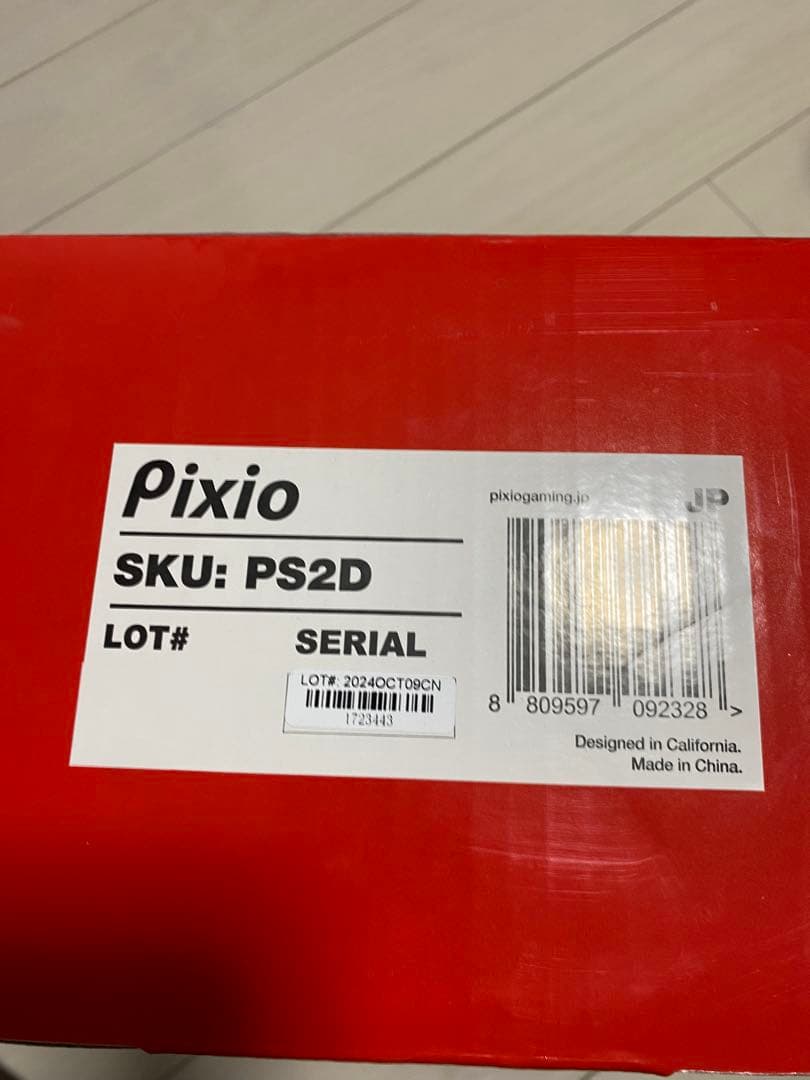 Pixio
SKU: PS2D
LOT#
SERIAL
LOT#: 2024OCT09CN
1723443
pixiogaming.jp
JP
8 809597 092328 >
Designed in California.
Made in China.